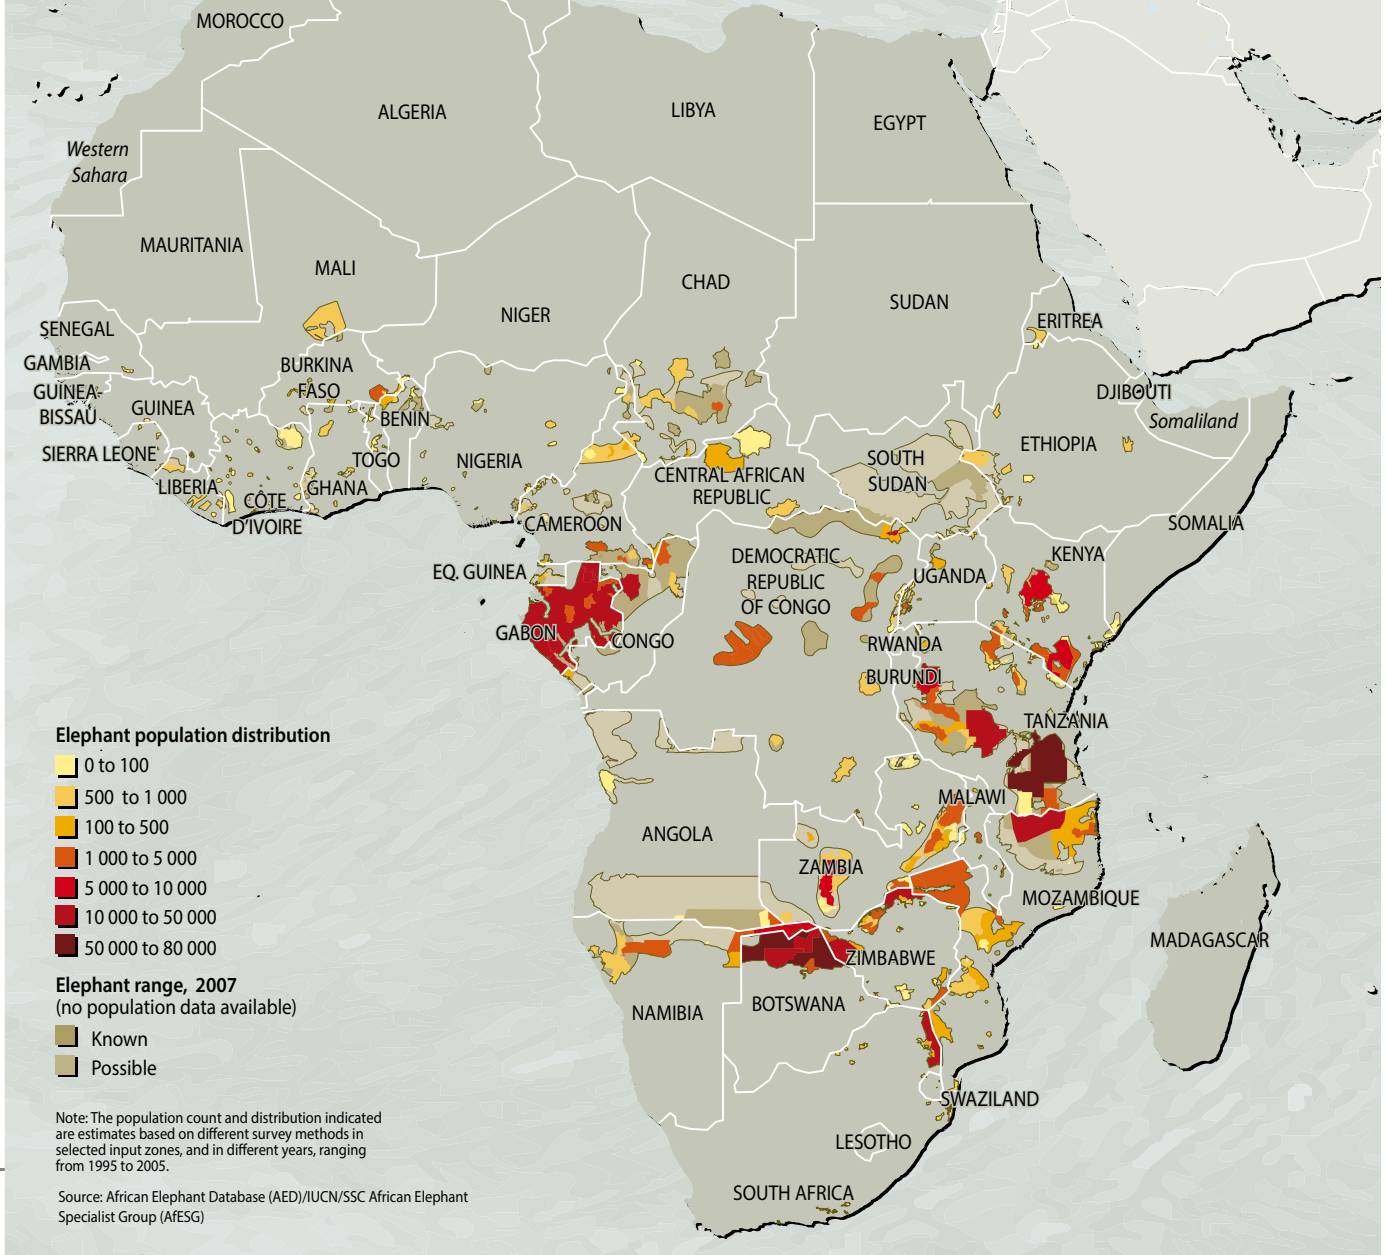 MOROCCO
ALGERIA
LIBYA
EGYPT
Western
Sahara
MAURITANIA
MALI
NIGER
CHAD
SUDAN
ERITREA
SENEGAL
GAMBIA
GUINEA-
BISSAU
GUINEA
SIERRA LEONE
LIBERIA
CÔTE
D'IVOIRE
BURKINA
FASO
GHANA
TOGO
BENIN
NIGERIA
CAMEROON
CENTRAL AFRICAN
REPUBLIC
SOUTH
SUDAN
ETHIOPIA
DJIBOUTI
Somaliland
SOMALIA
EQ. GUINEA
GABON
CONGO
DEMOCRATIC
REPUBLIC
OF CONGO
UGANDA
KENYA
RWANDA
BURUNDI
TANZANIA
ANGOLA
ZAMBIA
MALAWI
MOZAMBIQUE
MADAGASCAR
NAMIBIA
BOTSWANA
ZIMBABWE
SWAZILAND
LESOTHO
SOUTH AFRICA
Elephant population distribution
0 to 100
500 to 1 000
100 to 500
1 000 to 5 000
5 000 to 10 000
10 000 to 50 000
50 000 to 80 000
Elephant range, 2007
(no population data available)
Known
Possible
Note: The population count and distribution indicated
are estimates based on different survey methods in
selected input zones, and in different years, ranging
from 1995 to 2005.
Source: African Elephant Database (AED)/IUCN/SSC African Elephant
Specialist Group (AfESG)